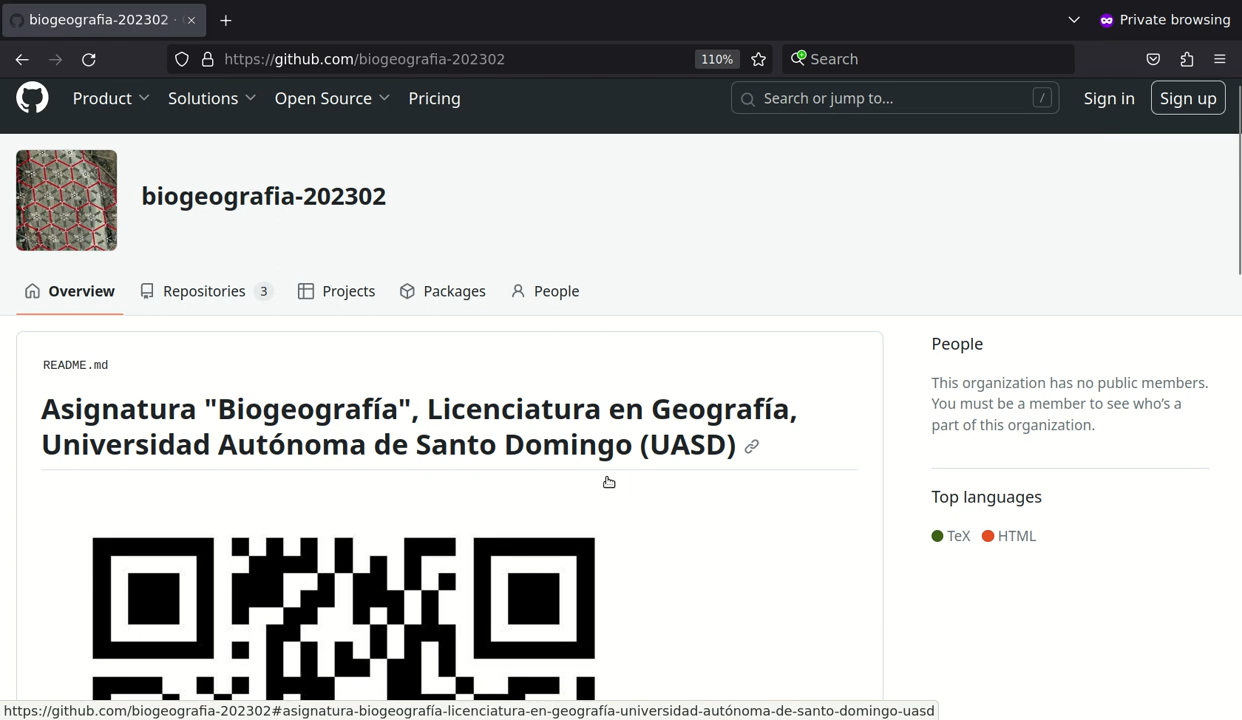 biogeografia-202302 ·
Private browsing
https://github.com/biogeografia-202302
110%
Search
Product
Solutions
Open Source
Pricing
Search or jump to...
/
Sign in
Sign up
biogeografia-202302
Overview
Repositories 3
Projects
Packages
People
README.md
Asignatura "Biogeografía", Licenciatura en Geografía,
Universidad Autónoma de Santo Domingo (UASD)
People
This organization has no public members.
You must be a member to see who's a
part of this organization.
Top languages
TeX
HTML
https://github.com/biogeografia-202302#asignatura-biogeografía-licenciatura-en-geografía-universidad-autónoma-de-santo-domingo-uasd